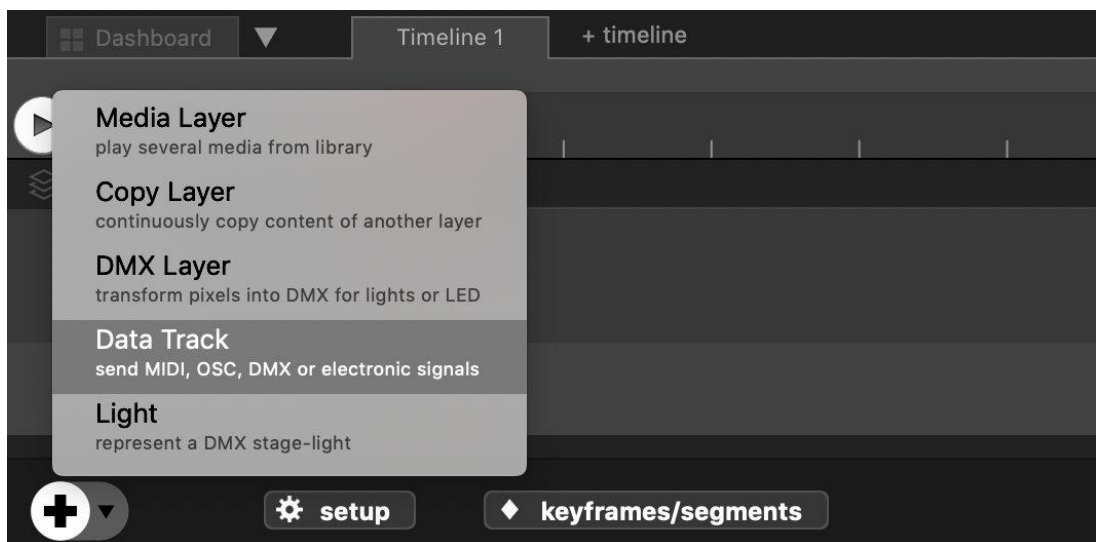 Dashboard
Timeline 1
+ timeline
Media Layer
play several media from library
Copy Layer
continuously copy content of another layer
DMX Layer
transform pixels into DMX for lights or LED
Data Track
send MIDI, OSC, DMX or electronic signals
Light
represent a DMX stage-light
setup
keyframes/segments